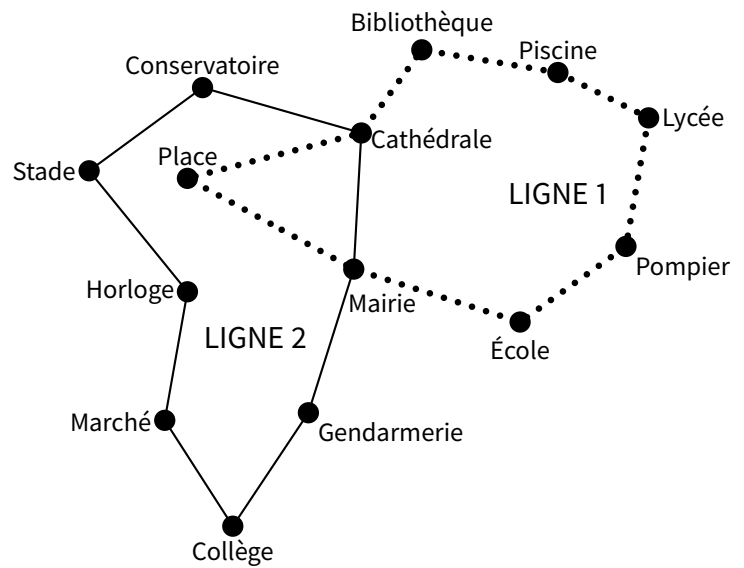 Bibliothèque
Piscine
Conservatoire
Lycée
Cathédrale
Place
Stade
LIGNE 1
Pompier
Horloge
Mairie
LIGNE 2
École
Marché
Gendarmerie
Collège